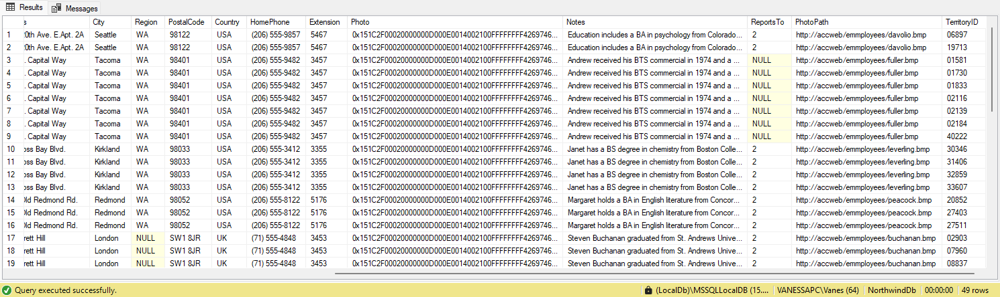 Results Messages
s City Region PostalCode Country HomePhone Extension Photo Notes ReportsTo PhotoPath TerritoryID
1 20th Ave. E.Apt. 2A Seattle WA 98122 USA (206) 555-9857 5467 0x151C2F00020000000D000E0014002100FFFFFFFF4269746... Education includes a BA in psychology from Colorado... 2 http://accweb/emmployees/davolio.bmp 06897
2 20th Ave. E.Apt. 2A Seattle WA 98122 USA (206) 555-9857 5467 0x151C2F00020000000D000E0014002100FFFFFFFF4269746... Education includes a BA in psychology from Colorado... 2 http://accweb/emmployees/davolio.bmp 19713
3 . Capital Way Tacoma WA 98401 USA (206) 555-9482 3457 0x151C2F00020000000D000E0014002100FFFFFFFF4269746... Andrew received his BTS commercial in 1974 and a ... NULL http://accweb/emmployees/fuller.bmp 01581
4 . Capital Way Tacoma WA 98401 USA (206) 555-9482 3457 0x151C2F00020000000D000E0014002100FFFFFFFF4269746... Andrew received his BTS commercial in 1974 and a ... NULL http://accweb/emmployees/fuller.bmp 01730
5 . Capital Way Tacoma WA 98401 USA (206) 555-9482 3457 0x151C2F00020000000D000E0014002100FFFFFFFF4269746... Andrew received his BTS commercial in 1974 and a ... NULL http://accweb/emmployees/fuller.bmp 01833
6 . Capital Way Tacoma WA 98401 USA (206) 555-9482 3457 0x151C2F00020000000D000E0014002100FFFFFFFF4269746... Andrew received his BTS commercial in 1974 and a ... NULL http://accweb/emmployees/fuller.bmp 02116
7 . Capital Way Tacoma WA 98401 USA (206) 555-9482 3457 0x151C2F00020000000D000E0014002100FFFFFFFF4269746... Andrew received his BTS commercial in 1974 and a ... NULL http://accweb/emmployees/fuller.bmp 02139
8 . Capital Way Tacoma WA 98401 USA (206) 555-9482 3457 0x151C2F00020000000D000E0014002100FFFFFFFF4269746... Andrew received his BTS commercial in 1974 and a ... NULL http://accweb/emmployees/fuller.bmp 02184
9 . Capital Way Tacoma WA 98401 USA (206) 555-9482 3457 0x151C2F00020000000D000E0014002100FFFFFFFF4269746... Andrew received his BTS commercial in 1974 and a ... NULL http://accweb/emmployees/fuller.bmp 40222
10 oss Bay Blvd. Kirkland WA 98033 USA (206) 555-3412 3355 0x151C2F00020000000D000E0014002100FFFFFFFF4269746... Janet has a BS degree in chemistry from Boston Colle... 2 http://accweb/emmployees/leverling.bmp 30346
11 oss Bay Blvd. Kirkland WA 98033 USA (206) 555-3412 3355 0x151C2F00020000000D000E0014002100FFFFFFFF4269746... Janet has a BS degree in chemistry from Boston Colle... 2 http://accweb/emmployees/leverling.bmp 31406
12 oss Bay Blvd. Kirkland WA 98033 USA (206) 555-3412 3355 0x151C2F00020000000D000E0014002100FFFFFFFF4269746... Janet has a BS degree in chemistry from Boston Colle... 2 http://accweb/emmployees/leverling.bmp 32859
13 oss Bay Blvd. Kirkland WA 98033 USA (206) 555-3412 3355 0x151C2F00020000000D000E0014002100FFFFFFFF4269746... Janet has a BS degree in chemistry from Boston Colle... 2 http://accweb/emmployees/leverling.bmp 33607
14 Old Redmond Rd. Redmond WA 98052 USA (206) 555-8122 5176 0x151C2F00020000000D000E0014002100FFFFFFFF4269746... Margaret holds a BA in English literature from Concor... 2 http://accweb/emmployees/peacock.bmp 20852
15 Old Redmond Rd. Redmond WA 98052 USA (206) 555-8122 5176 0x151C2F00020000000D000E0014002100FFFFFFFF4269746... Margaret holds a BA in English literature from Concor... 2 http://accweb/emmployees/peacock.bmp 27403
16 Old Redmond Rd. Redmond WA 98052 USA (206) 555-8122 5176 0x151C2F00020000000D000E0014002100FFFFFFFF4269746... Margaret holds a BA in English literature from Concor... 2 http://accweb/emmployees/peacock.bmp 27511
17 rett Hill London NULL SW1 8JR UK (71) 555-4848 3453 0x151C2F00020000000D000E0014002100FFFFFFFF4269746... Steven Buchanan graduated from St. Andrews Unive... 2 http://accweb/emmployees/buchanan.bmp 02903
18 rett Hill London NULL SW1 8JR UK (71) 555-4848 3453 0x151C2F00020000000D000E0014002100FFFFFFFF4269746... Steven Buchanan graduated from St. Andrews Unive... 2 http://accweb/emmployees/buchanan.bmp 07960
19 rett Hill London NULL SW1 8JR UK (71) 555-4848 3453 0x151C2F00020000000D000E0014002100FFFFFFFF4269746... Steven Buchanan graduated from St. Andrews Unive... 2 http://accweb/emmployees/buchanan.bmp 08837
Query executed successfully. (LocalDb)\MSSQLLocalDB (15.... VANESSAPC\Vanes (64) NorthwindDb 00:00:00 49 rows